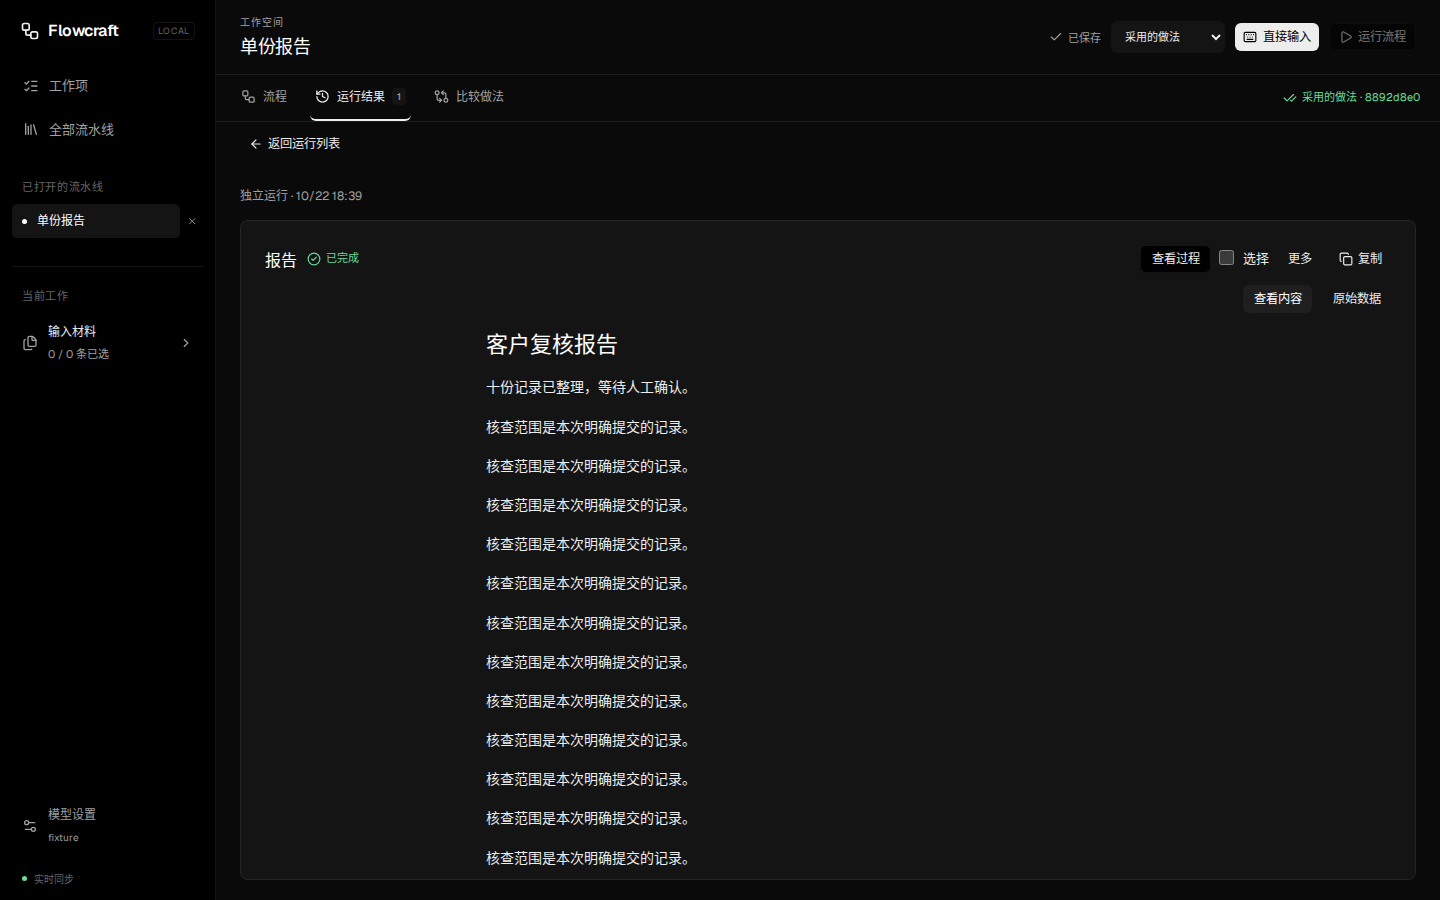 Flowcraft
LOCAL
工作项
全部流水线
已打开的流水线
单份报告
当前工作
输入材料
0 / 0 条已选
模型设置
fixture
实时同步
工作空间
单份报告
已保存
采用的做法
直接输入
运行流程
流程
运行结果
1
比较做法
采用的做法 · 8892d8e0
返回运行列表
独立运行 · 10/22 18:39
报告
已完成
查看过程
选择
更多
复制
查看内容
原始数据
客户复核报告
十份记录已整理，等待人工确认。
核查范围是本次明确提交的记录。
核查范围是本次明确提交的记录。
核查范围是本次明确提交的记录。
核查范围是本次明确提交的记录。
核查范围是本次明确提交的记录。
核查范围是本次明确提交的记录。
核查范围是本次明确提交的记录。
核查范围是本次明确提交的记录。
核查范围是本次明确提交的记录。
核查范围是本次明确提交的记录。
核查范围是本次明确提交的记录。
核查范围是本次明确提交的记录。